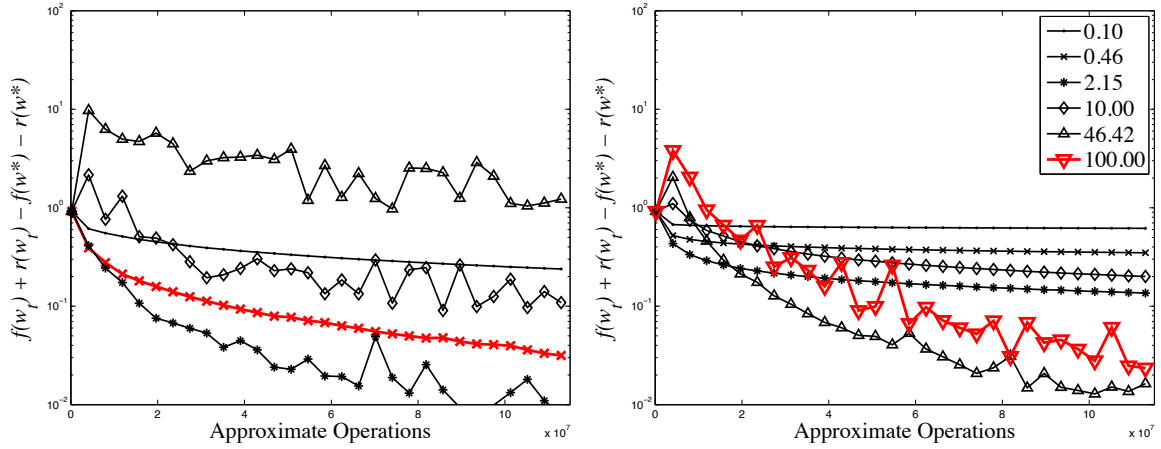 f(w_t) + r(w_t) − f(w*) − r(w*)
10²
10¹
10⁰
10⁻¹
10⁻²
0 2 4 6 8 10
x 10⁷
Approximate Operations
f(w_t) + r(w_t) − f(w*) − r(w*)
10²
10¹
10⁰
10⁻¹
10⁻²
0 2 4 6 8 10
x 10⁷
Approximate Operations
0.10
0.46
2.15
10.00
46.42
100.00